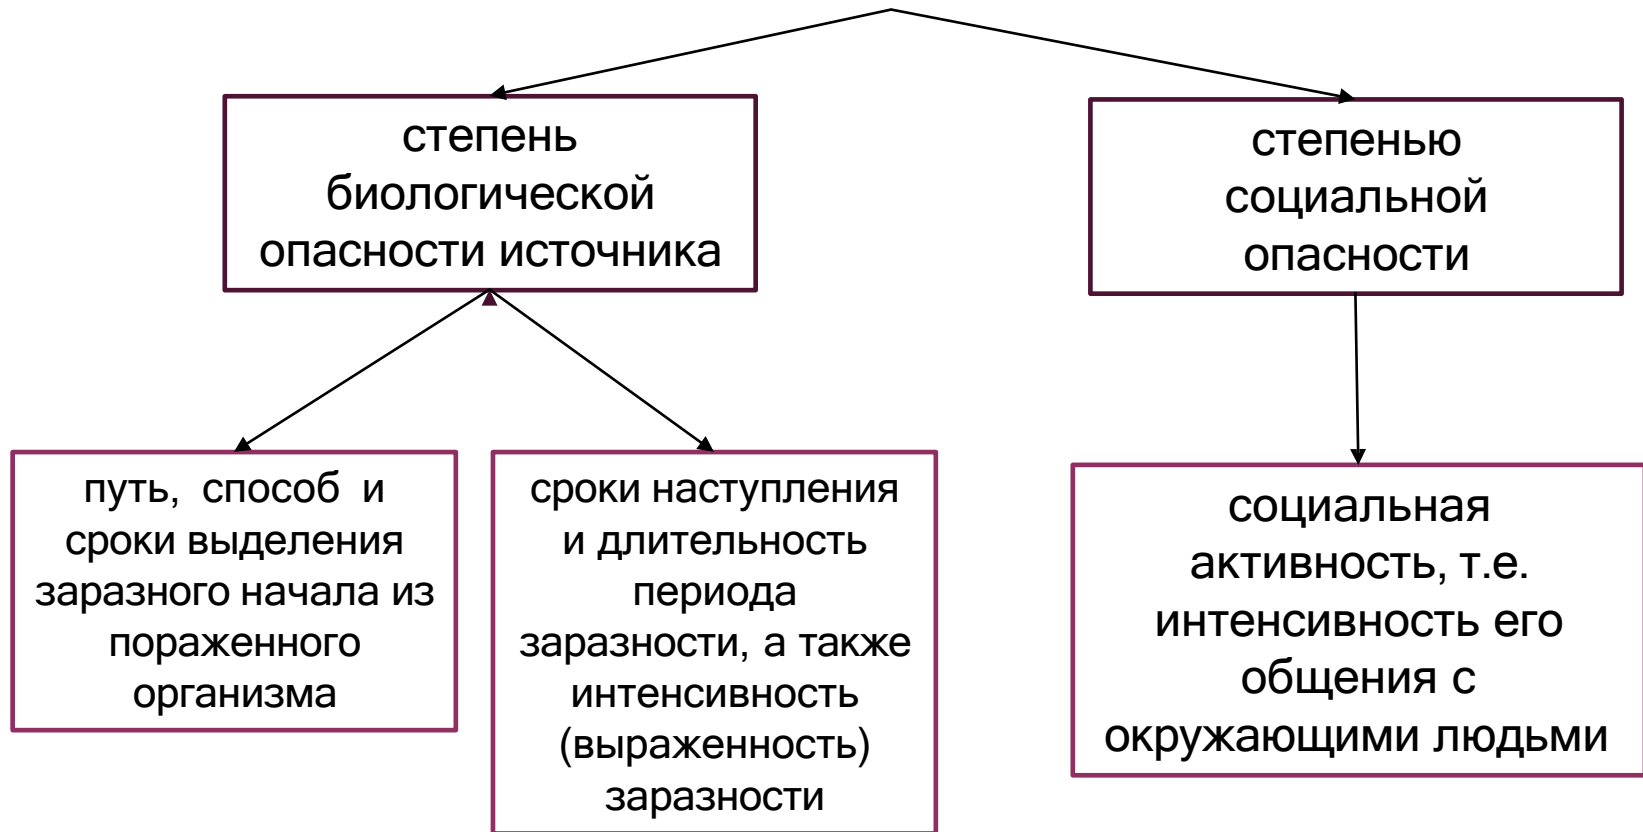 степень
биологической
опасности источника
степенью
социальной
опасности
путь, способ и
сроки выделения
заразного начала из
пораженного
организма
сроки наступления
и длительность
периода
заразности, а также
интенсивность
(выраженность)
заразности
социальная
активность, т.е.
интенсивность его
общения с
окружающими людьми